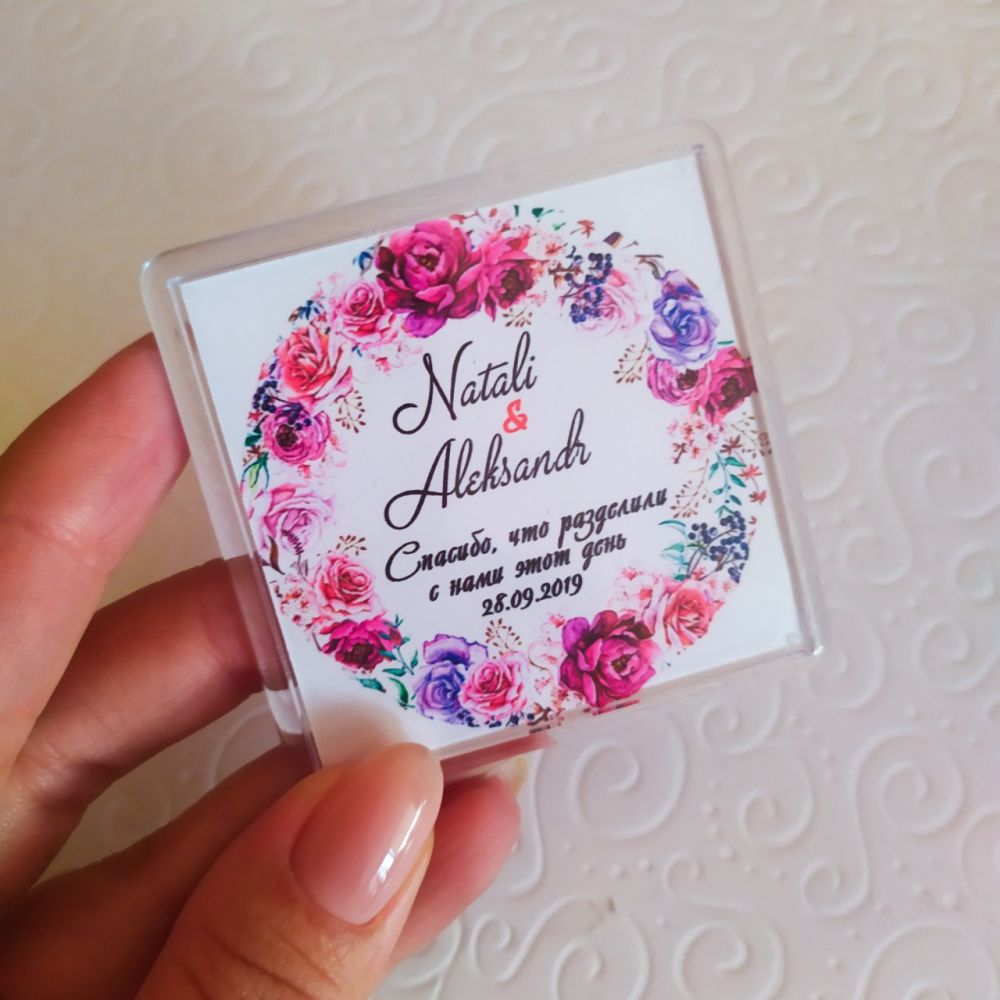 Natali
&
Aleksandr
Спасибо, что разделили
с нами этот день
28.09.2019